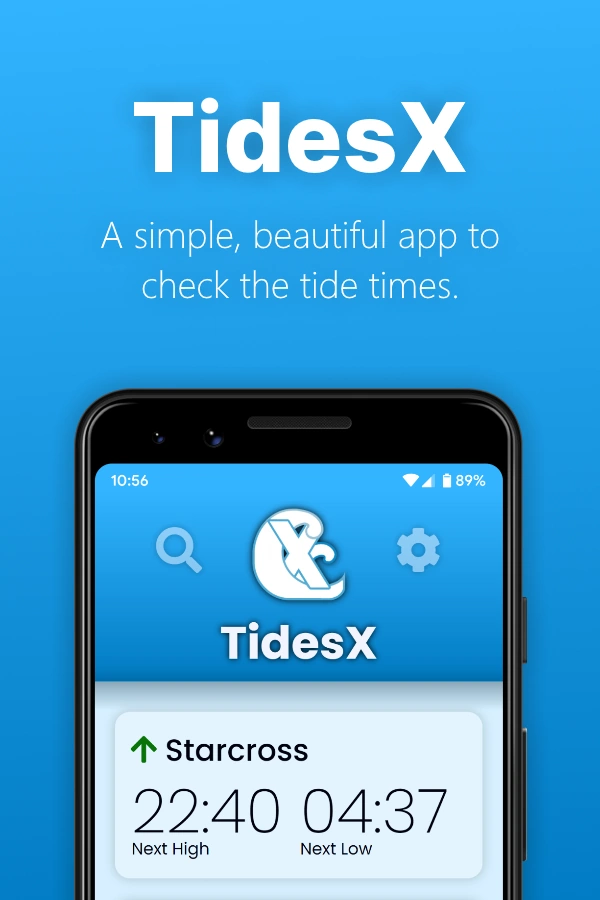 TidesX
A simple, beautiful app to
check the tide times.
10:56 89%
X
TidesX
Starcross
22:40 04:37
Next High Next Low